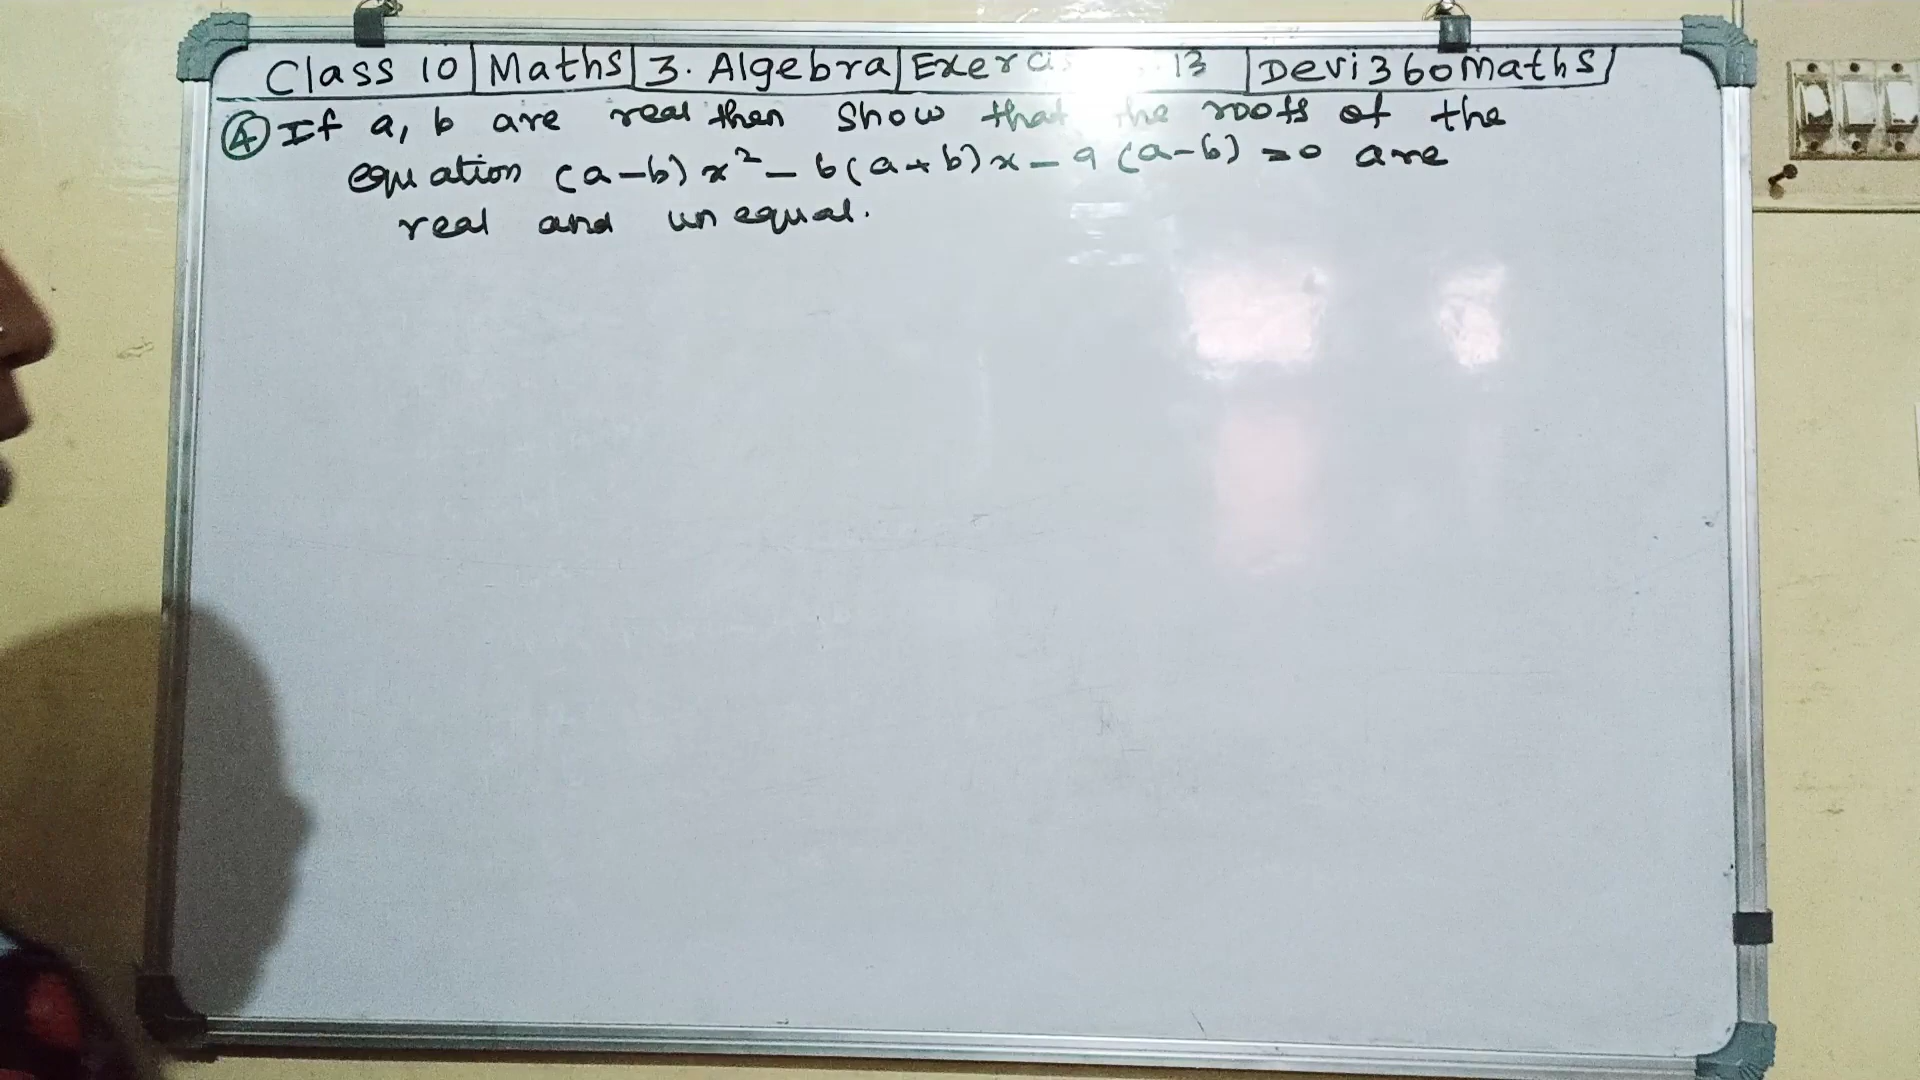 Class 10 | Maths | 3. Algebra | Exerci 13 | Devi360maths
④ If a, b are real then show that the roots of the
equation (a-b)x² - 6(a+b)x - 9(a-b) = 0 are
real and unequal.